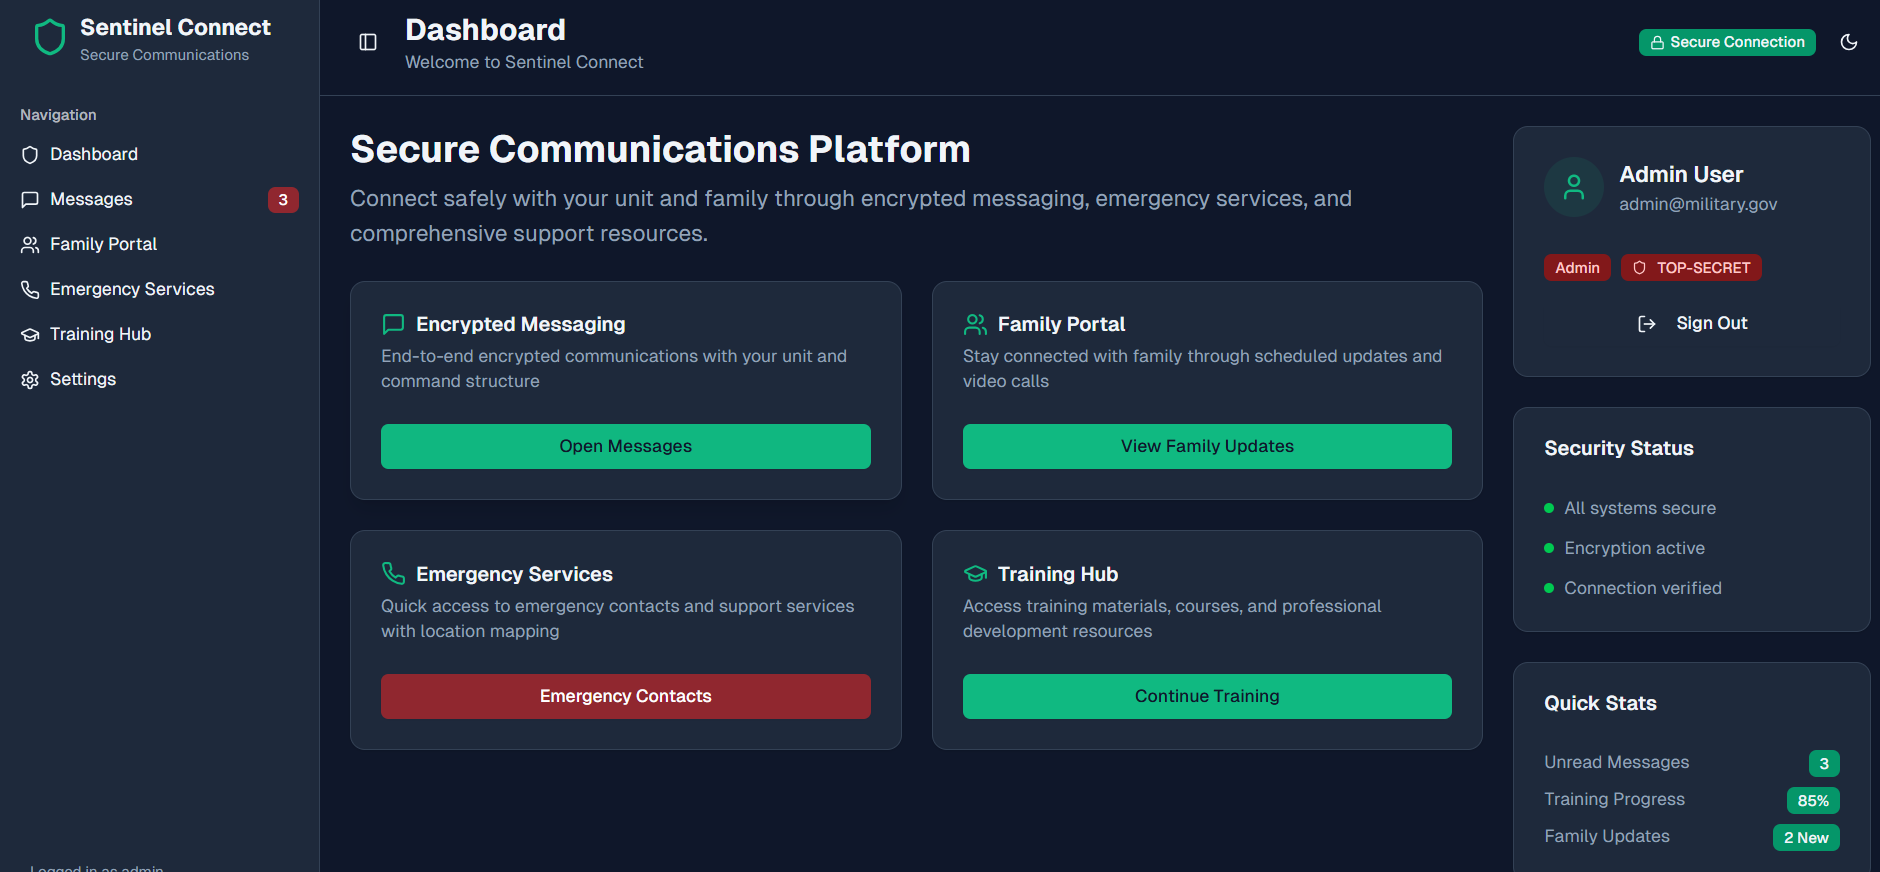 Sentinel Connect
Secure Communications
Navigation
Dashboard
Messages 3
Family Portal
Emergency Services
Training Hub
Settings
Logged in as admin
Dashboard
Welcome to Sentinel Connect
Secure Connection
Secure Communications Platform
Connect safely with your unit and family through encrypted messaging, emergency services, and
comprehensive support resources.
Encrypted Messaging
End-to-end encrypted communications with your unit and
command structure
Open Messages
Family Portal
Stay connected with family through scheduled updates and
video calls
View Family Updates
Emergency Services
Quick access to emergency contacts and support services
with location mapping
Emergency Contacts
Training Hub
Access training materials, courses, and professional
development resources
Continue Training
Admin User
admin@military.gov
Admin TOP-SECRET
Sign Out
Security Status
All systems secure
Encryption active
Connection verified
Quick Stats
Unread Messages 3
Training Progress 85%
Family Updates 2 New